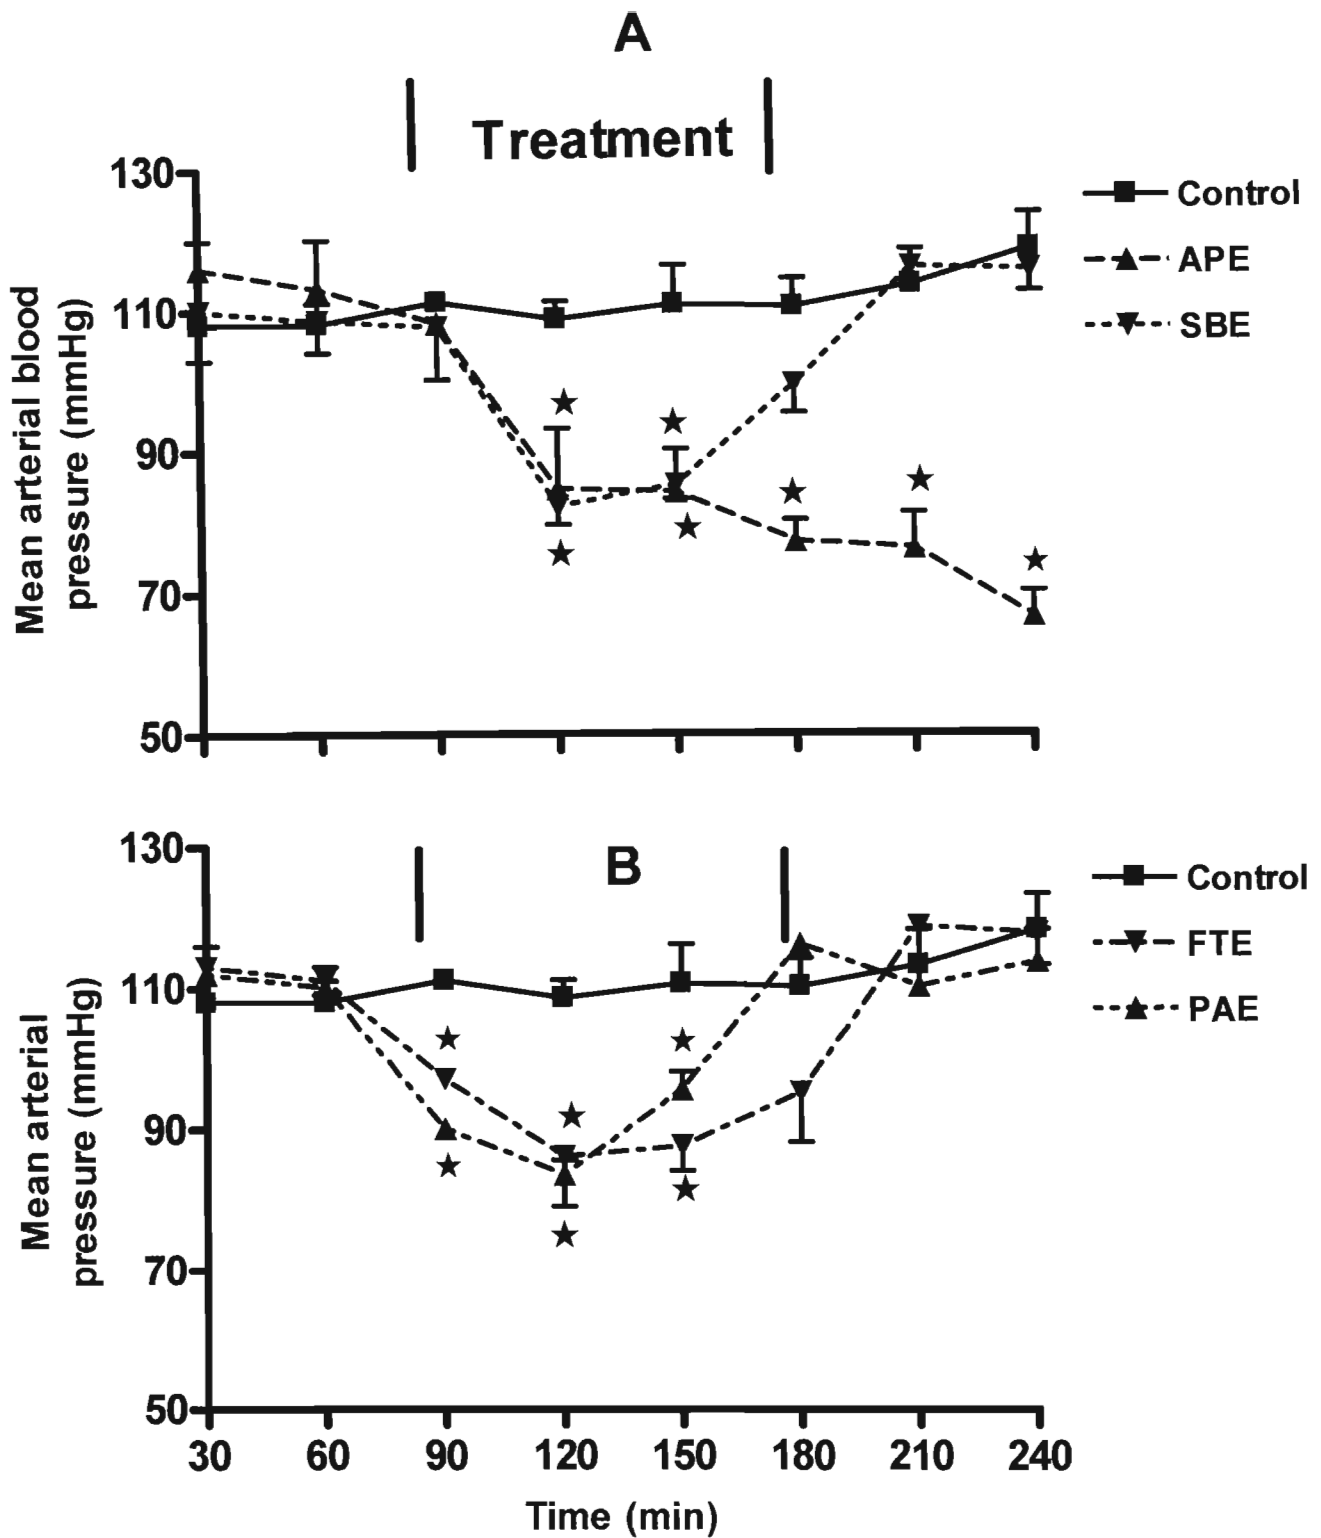 A
Treatment
130
110
90
70
50
Mean arterial blood
pressure (mmHg)
Control
APE
SBE
B
130
110
90
70
50
Mean arterial
pressure (mmHg)
Control
FTE
PAE
30 60 90 120 150 180 210 240
Time (min)